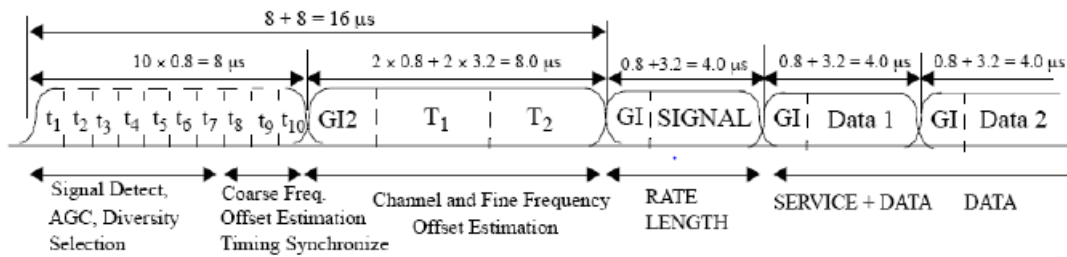 8 + 8 = 16 μs
10 × 0.8 = 8 μs
2 × 0.8 + 2 × 3.2 = 8.0 μs
0.8 +3.2 = 4.0 μs
0.8 + 3.2 = 4.0 μs
0.8 + 3.2 = 4.0 μs
t1 t2 t3 t4 t5 t6 t7 t8 t9 t10
GI2 T1 T2
GI SIGNAL
GI Data 1
GI Data 2
Signal Detect,
AGC, Diversity
Selection
Coarse Freq.
Offset Estimation
Timing Synchronize
Channel and Fine Frequency
Offset Estimation
RATE
LENGTH
SERVICE + DATA
DATA